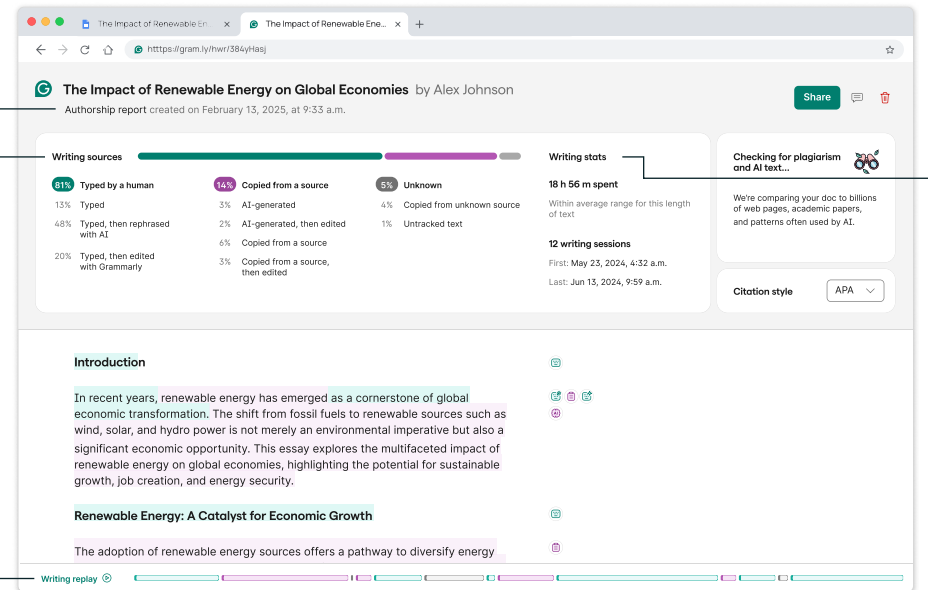 The Impact of Renewable En
The Impact of Renewable Ene...
htttps://gram.ly/hwr/384yHasj
The Impact of Renewable Energy on Global Economies by Alex Johnson
Authorship report created on February 13, 2025, at 9:33 a.m.
Share
Writing sources
81% Typed by a human
13% Typed
48% Typed, then rephrased
with AI
20% Typed, then edited
with Grammarly
14% Copied from a source
3% AI-generated
2% AI-generated, then edited
6% Copied from a source
3% Copied from a source,
then edited
5% Unknown
4% Copied from unknown source
1% Untracked text
Writing stats
18 h 56 m spent
Within average range for this length
of text
12 writing sessions
First: May 23, 2024, 4:32 a.m.
Last: Jun 13, 2024, 9:59 a.m.
Checking for plagiarism
and AI text...
We're comparing your doc to billions
of web pages, academic papers,
and patterns often used by AI.
Citation style
APA
Introduction
In recent years, renewable energy has emerged as a cornerstone of global
economic transformation. The shift from fossil fuels to renewable sources such as
wind, solar, and hydro power is not merely an environmental imperative but also a
significant economic opportunity. This essay explores the multifaceted impact of
renewable energy on global economies, highlighting the potential for sustainable
growth, job creation, and energy security.
Renewable Energy: A Catalyst for Economic Growth
The adoption of renewable energy sources offers a pathway to diversify energy
Writing replay